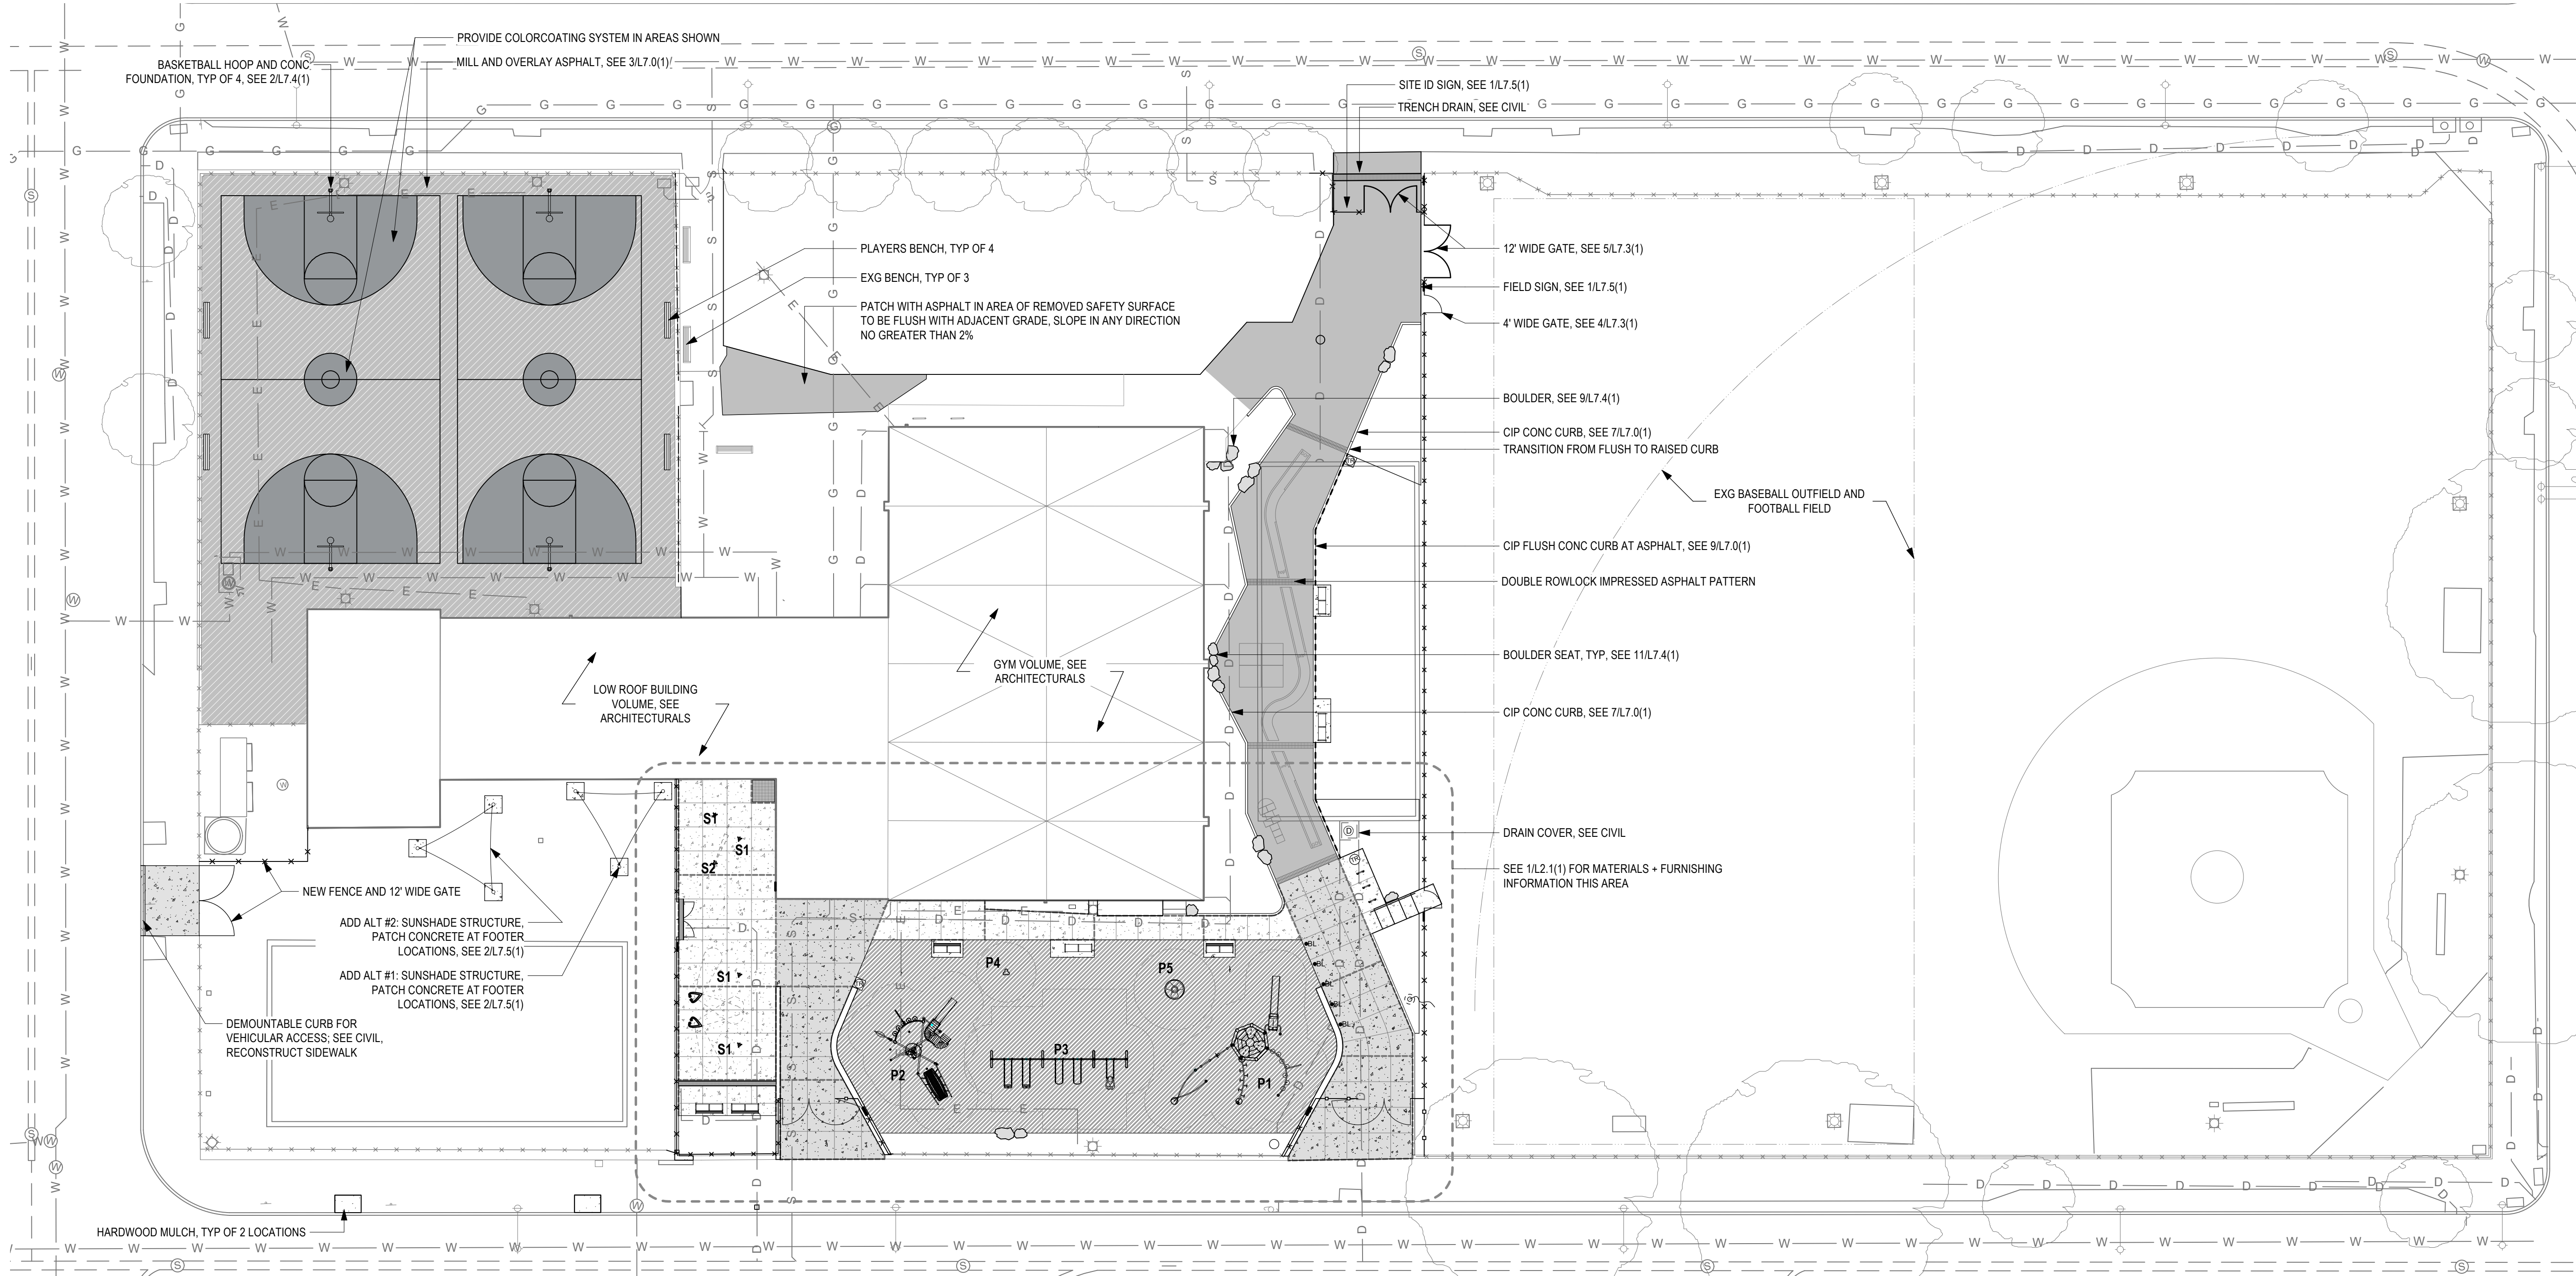 PROVIDE COLORCOATING SYSTEM IN AREAS SHOWN
BASKETBALL HOOP AND CONC
FOUNDATION, TYP OF 4, SEE 2/L7.4(1)
MILL AND OVERLAY ASPHALT, SEE 3/L7.0(1)
SITE ID SIGN, SEE 1/L7.5(1)
TRENCH DRAIN, SEE CIVIL
PLAYERS BENCH, TYP OF 4
EXG BENCH, TYP OF 3
PATCH WITH ASPHALT IN AREA OF REMOVED SAFETY SURFACE
TO BE FLUSH WITH ADJACENT GRADE, SLOPE IN ANY DIRECTION
NO GREATER THAN 2%
12' WIDE GATE, SEE 5/L7.3(1)
FIELD SIGN, SEE 1/L7.5(1)
4' WIDE GATE, SEE 4/L7.3(1)
BOULDER, SEE 9/L7.4(1)
CIP CONC CURB, SEE 7/L7.0(1)
TRANSITION FROM FLUSH TO RAISED CURB
EXG BASEBALL OUTFIELD AND
FOOTBALL FIELD
CIP FLUSH CONC CURB AT ASPHALT, SEE 9/L7.0(1)
DOUBLE ROWLOCK IMPRESSED ASPHALT PATTERN
BOULDER SEAT, TYP, SEE 11/L7.4(1)
GYM VOLUME, SEE
ARCHITECTURALS
LOW ROOF BUILDING
VOLUME, SEE
ARCHITECTURALS
CIP CONC CURB, SEE 7/L7.0(1)
DRAIN COVER, SEE CIVIL
SEE 1/L2.1(1) FOR MATERIALS + FURNISHING
INFORMATION THIS AREA
NEW FENCE AND 12' WIDE GATE
ADD ALT #2: SUNSHADE STRUCTURE,
PATCH CONCRETE AT FOOTER
LOCATIONS, SEE 2/L7.5(1)
ADD ALT #1: SUNSHADE STRUCTURE,
PATCH CONCRETE AT FOOTER
LOCATIONS, SEE 2/L7.5(1)
DEMOUNTABLE CURB FOR
VEHICULAR ACCESS; SEE CIVIL,
RECONSTRUCT SIDEWALK
HARDWOOD MULCH, TYP OF 2 LOCATIONS
S1
S1
S2
S1
S1
P4
P5
P3
P2
P1